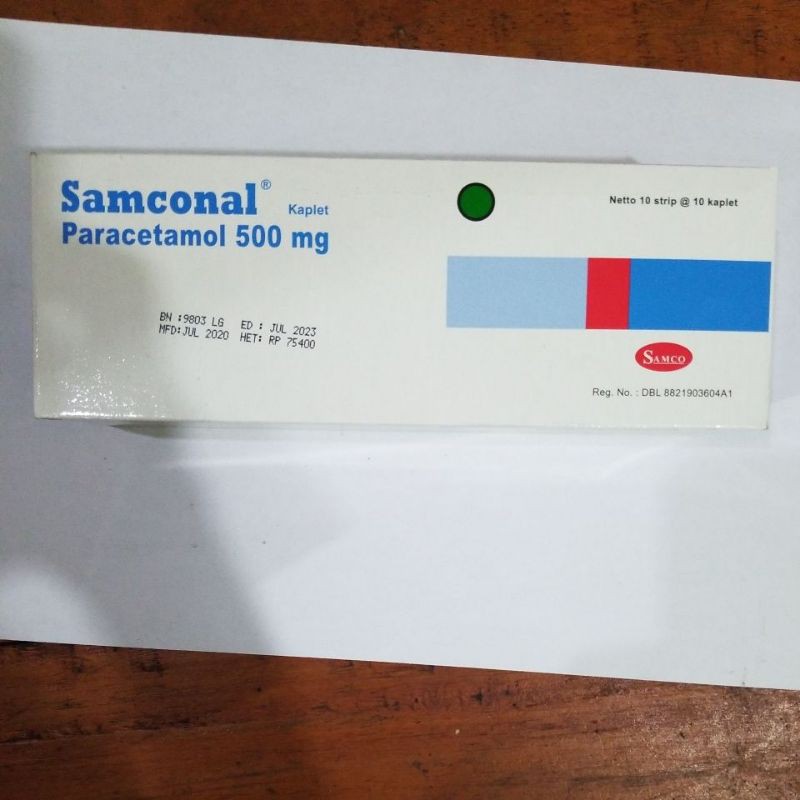 Samconal® Kaplet
Paracetamol 500 mg
Netto 10 strip @ 10 kaplet
BN :9803 LG ED : JUL 2023
MFD:JUL 2020 HET: RP 75400
SAMCO
Reg. No. : DBL 8821903604A1